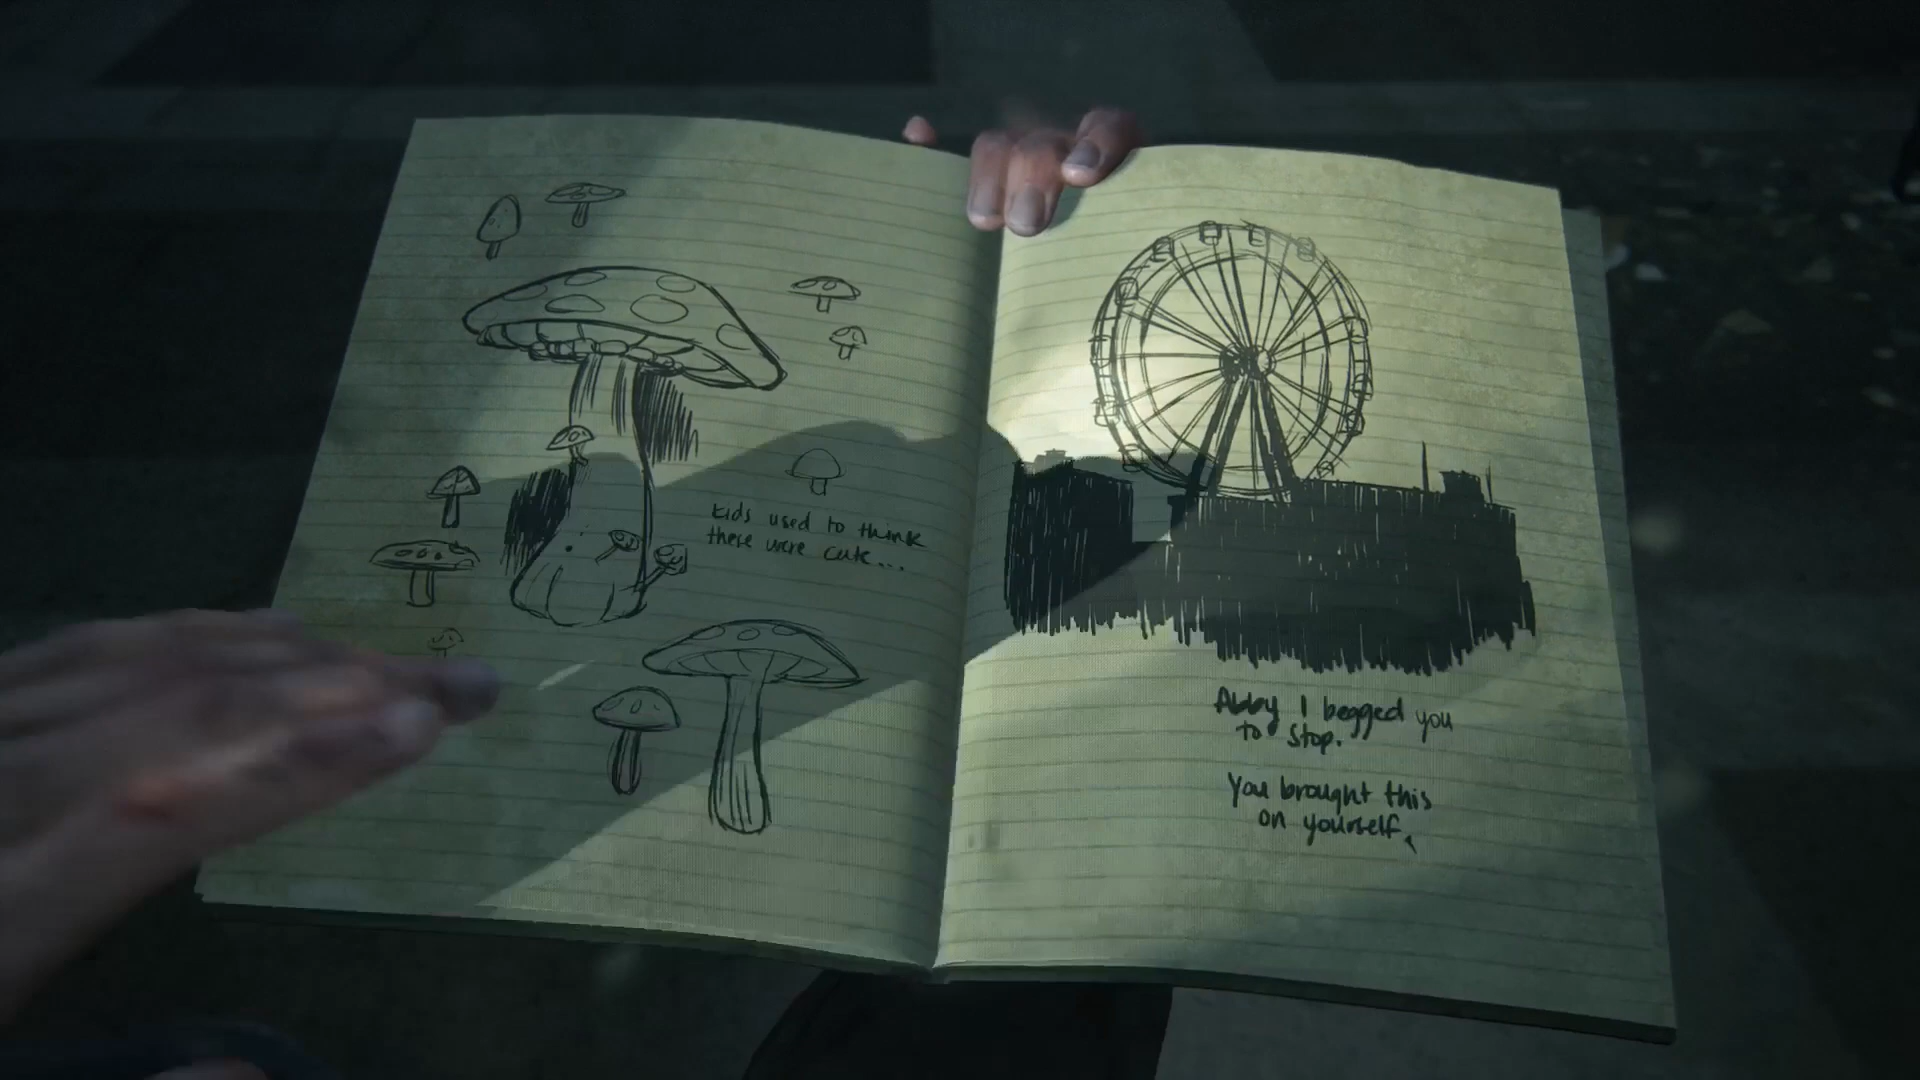 Kids used to think
these were cute...
Abby I begged you
to stop.
You brought this
on yourself.